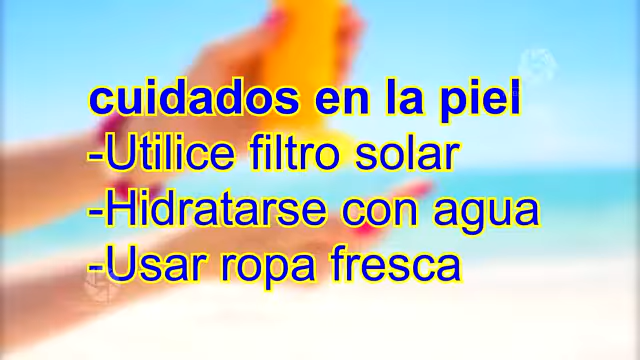 cuidados en la piel
-Utilice filtro solar
-Hidratarse con agua
-Usar ropa fresca